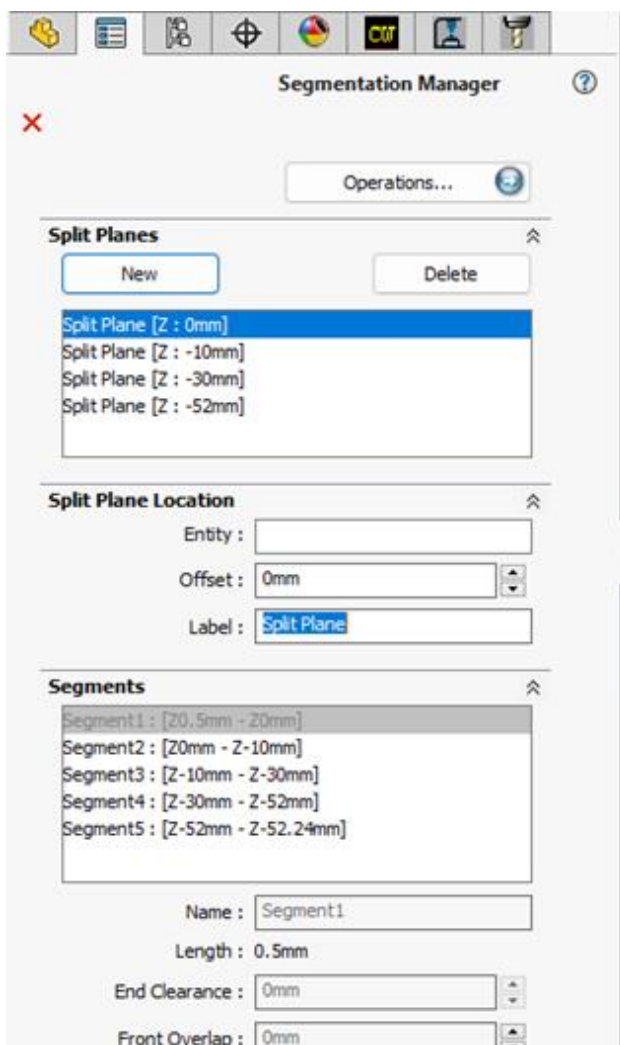 CAM
Segmentation Manager
Operations...
Split Planes
New Delete
Split Plane [Z : 0mm]
Split Plane [Z : -10mm]
Split Plane [Z : -30mm]
Split Plane [Z : -52mm]
Split Plane Location
Entity :
Offset : 0mm
Label : Split Plane
Segments
Segment1 : [Z0.5mm - Z0mm]
Segment2 : [Z0mm - Z-10mm]
Segment3 : [Z-10mm - Z-30mm]
Segment4 : [Z-30mm - Z-52mm]
Segment5 : [Z-52mm - Z-52.24mm]
Name : Segment1
Length : 0.5mm
End Clearance : 0mm
Front Overlap : 0mm